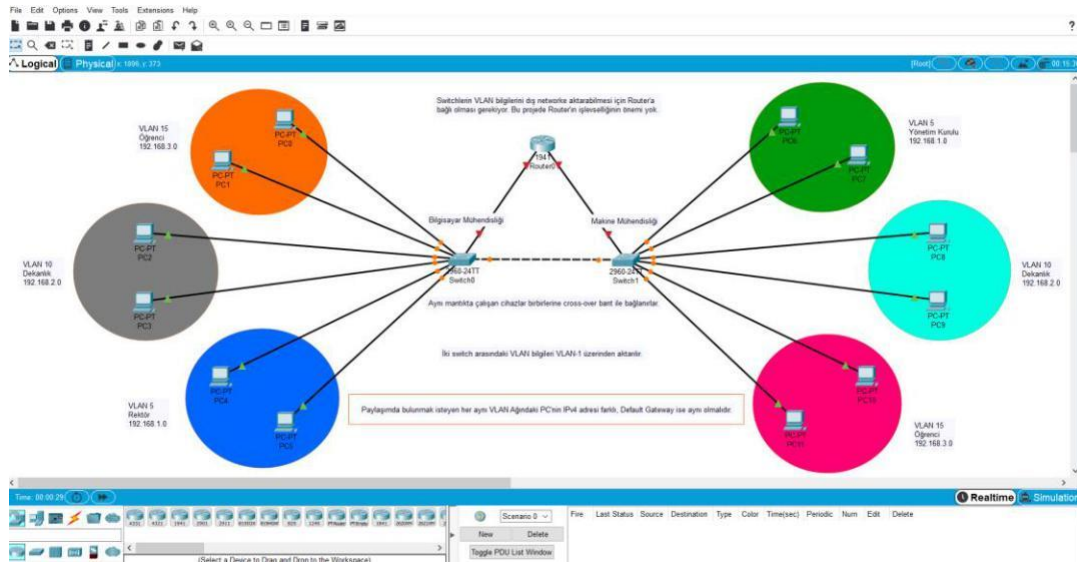 File Edit Options View Tools Extensions Help
?
Logical Physical x: 1099, y: 373 [Root]
Switchlerin VLAN bilgilerini dış networke aktarabilmesi için Router'a
bağlı olması gerekiyor. Bu projede Router'in işlevselliğinin önemi yok.
VLAN 15
Öğrenci
192.168.3.0
PC-PT
PC0
PC-PT
PC1
1941
Router0
VLAN 5
Yönetim Kurulu
192.168.1.0
PC-PT
PC6
PC-PT
PC7
Bilgisayar Mühendisliği
Makine Mühendisliği
VLAN 10
Dekanlık
192.168.2.0
PC-PT
PC2
PC-PT
PC3
2960-24TT
Switch0
2960-24TT
Switch1
PC-PT
PC8
PC-PT
PC9
VLAN 10
Dekanlık
192.168.2.0
Aynı mantıkta çalışan cihazlar birbirlerine cross-over bant ile bağlanırlar.
İki switch arasındaki VLAN bilgileri VLAN-1 üzerinden aktarılır.
VLAN 5
Rektör
192.168.1.0
PC-PT
PC4
PC-PT
PC5
Paylaşımda bulunmak isteyen her aynı VLAN Ağındaki PC'nin IPv4 adresi farklı, Default Gateway ise aynı olmalıdır.
PC-PT
PC10
PC-PT
VLAN 15
Öğrenci
192.168.3.0
Time: 00:00:29 Realtime Simulation
Scenario 0
New Delete
Toggle PDU List Window
Fire Last Status Source Destination Type Color Time(sec) Periodic Num Edit Delete
(Select a Device to Drag and Drop to the Workspace)